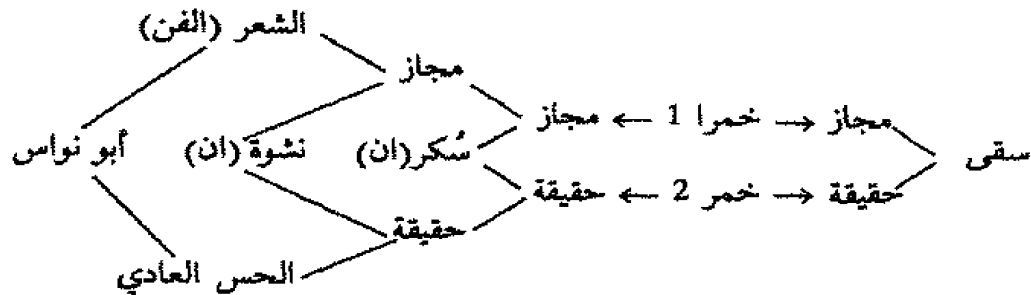 الشعر (الفن)
مجاز
سقى مجاز ← خمرا 1 → مجاز
أبو نواس نشوة (ان) سُكر(ان)
حقيقة ← خمر 2 → حقيقة
حقيقة
الحس العادي